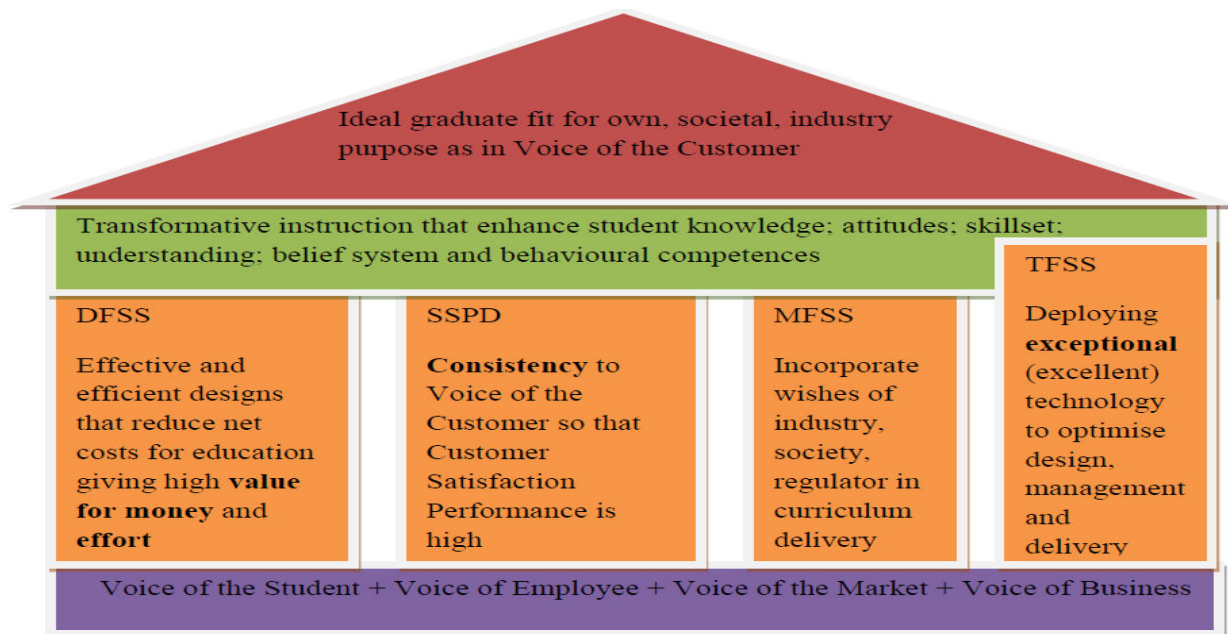 Ideal graduate fit for own, societal, industry
purpose as in Voice of the Customer
Transformative instruction that enhance student knowledge; attitudes; skillset;
understanding; belief system and behavioural competences
DFSS
Effective and
efficient designs
that reduce net
costs for education
giving high value
for money and
effort
SSPD
Consistency to
Voice of the
Customer so that
Customer
Satisfaction
Performance is
high
MFSS
Incorporate
wishes of
industry,
society,
regulator in
curriculum
delivery
TFSS
Deploying
exceptional
(excellent)
technology
to optimise
design,
management
and
delivery
Voice of the Student + Voice of Employee + Voice of the Market + Voice of Business